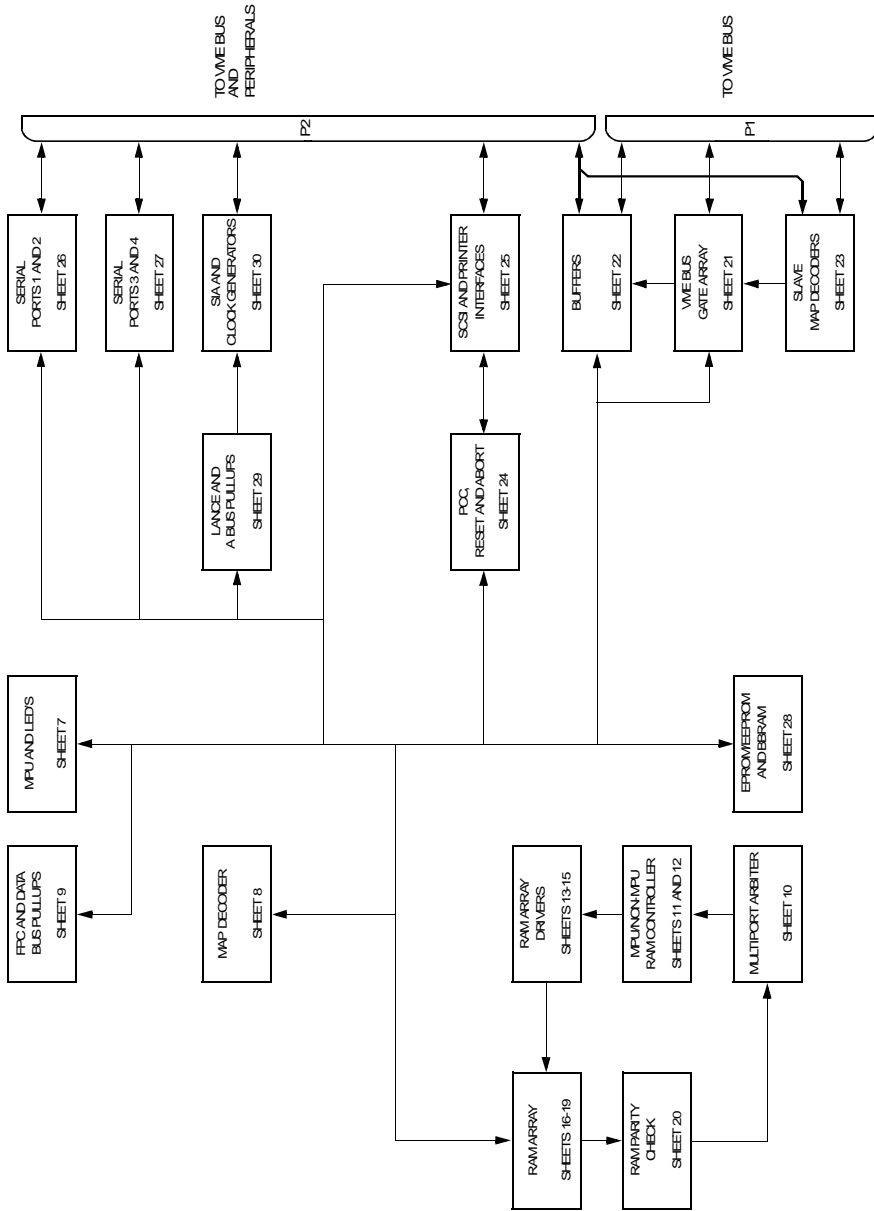 TO VME BUS
AND
PERIPHERALS
TO VME BUS
P2
P1
SERIAL
PORTS 1 AND 2
SHEET 26
SERIAL
PORTS 3 AND 4
SHEET 27
SIA AND
CLOCK GENERATORS
SHEET 30
SCSI AND PRINTER
INTERFACES
SHEET 25
BUFFERS
SHEET 22
VME BUS
GATE ARRAY
SHEET 21
SLAVE
MAP DECODERS
SHEET 23
LANCE AND
A BUS PULLUPS
SHEET 29
PCC,
RESET AND ABORT
SHEET 24
MPU AND LED'S
SHEET 7
EPROM/EEPROM
AND BBRAM
SHEET 28
FPC AND DATA
BUS PULLUPS
SHEET 9
MAP DECODER
SHEET 8
RAM ARRAY
DRIVERS
SHEETS 13-15
MPU/NON-MPU
RAM CONTROLLER
SHEETS 11 AND 12
MULTIPORT ARBITER
SHEET 10
RAM ARRAY
SHEETS 16-19
RAM PARITY
CHECK
SHEET 20